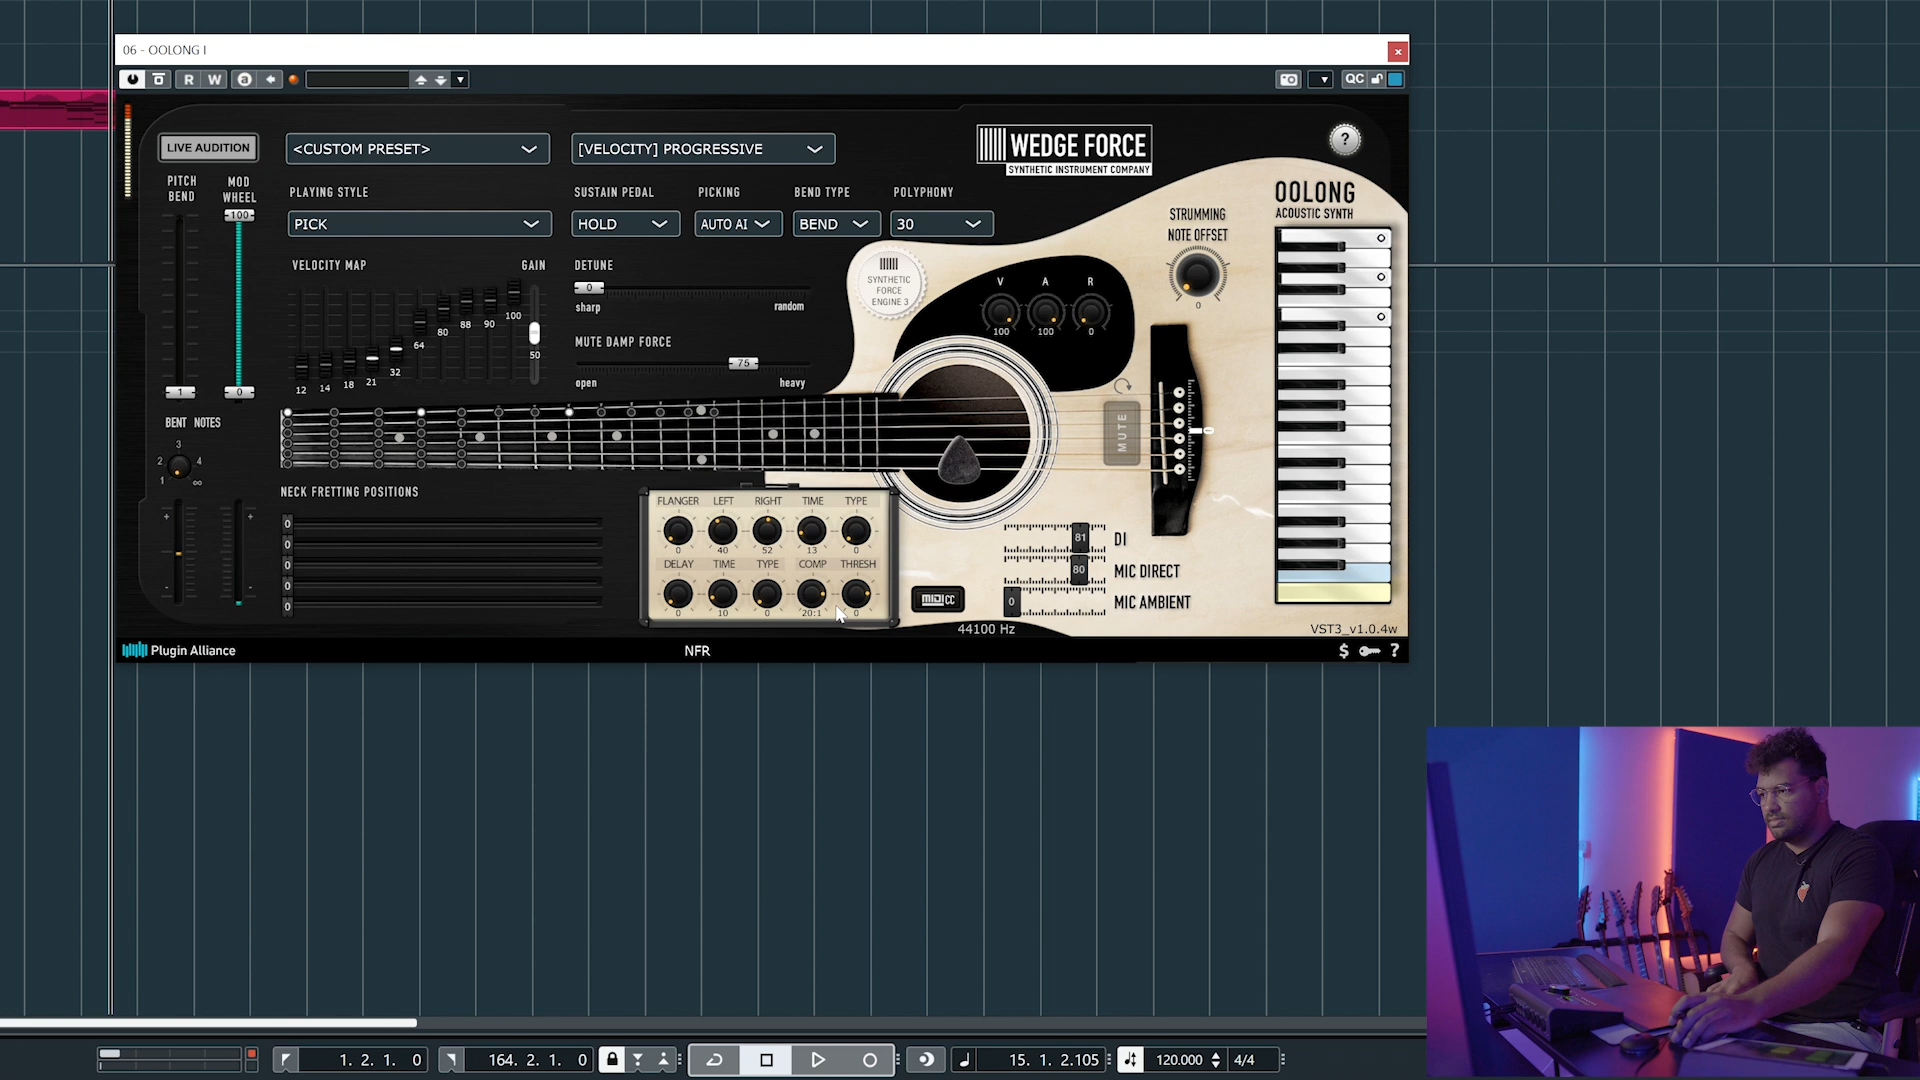 06 - OOLONG I
R W
QC
LIVE AUDITION
<CUSTOM PRESET>
[VELOCITY] PROGRESSIVE
WEDGE FORCE
SYNTHETIC INSTRUMENT COMPANY
?
PITCH BEND
MOD WHEEL
100
PLAYING STYLE
SUSTAIN PEDAL
PICKING
BEND TYPE
POLYPHONY
PICK
HOLD
AUTO AI
BEND
30
OOLONG
ACOUSTIC SYNTH
STRUMMING
NOTE OFFSET
0
VELOCITY MAP
GAIN
DETUNE
0
sharp
random
SYNTHETIC
FORCE
ENGINE 3
V A R
100 100 0
12 14 18 21 32 64 80 88 90 100
50
MUTE DAMP FORCE
75
open
heavy
1
0
BENT NOTES
1 2 3 4 ∞
MUTE
NECK FRETTING POSITIONS
0
0
0
0
0
+ -
+ -
FLANGER LEFT RIGHT TIME TYPE
0 40 52 13 0
DELAY TIME TYPE COMP THRESH
0 10 0 20:1 0
81 DI
80 MIC DIRECT
0 MIC AMBIENT
MIDI CC
44100 Hz
VST3_v1.0.4w
Plugin Alliance
NFR
$ ?
1. 2. 1. 0
164. 2. 1. 0
15. 1. 2.105
120.000
4/4